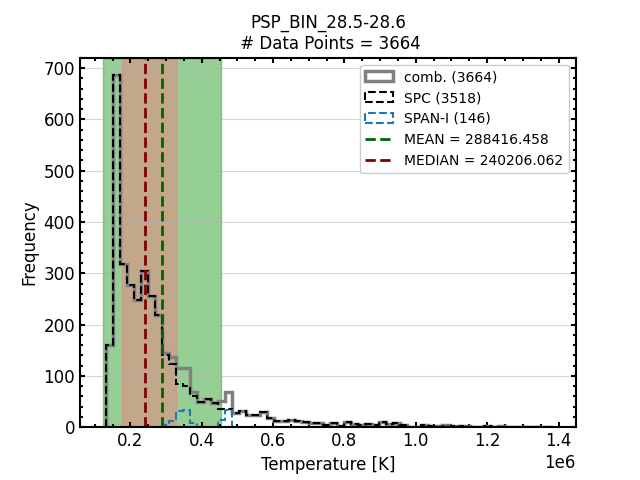 PSP_BIN_28.5-28.6
# Data Points = 3664
comb. (3664)
SPC (3518)
SPAN-I (146)
MEAN = 288416.458
MEDIAN = 240206.062
Frequency
700
600
500
400
300
200
100
0
0.2 0.4 0.6 0.8 1.0 1.2 1.4
1e6
Temperature [K]